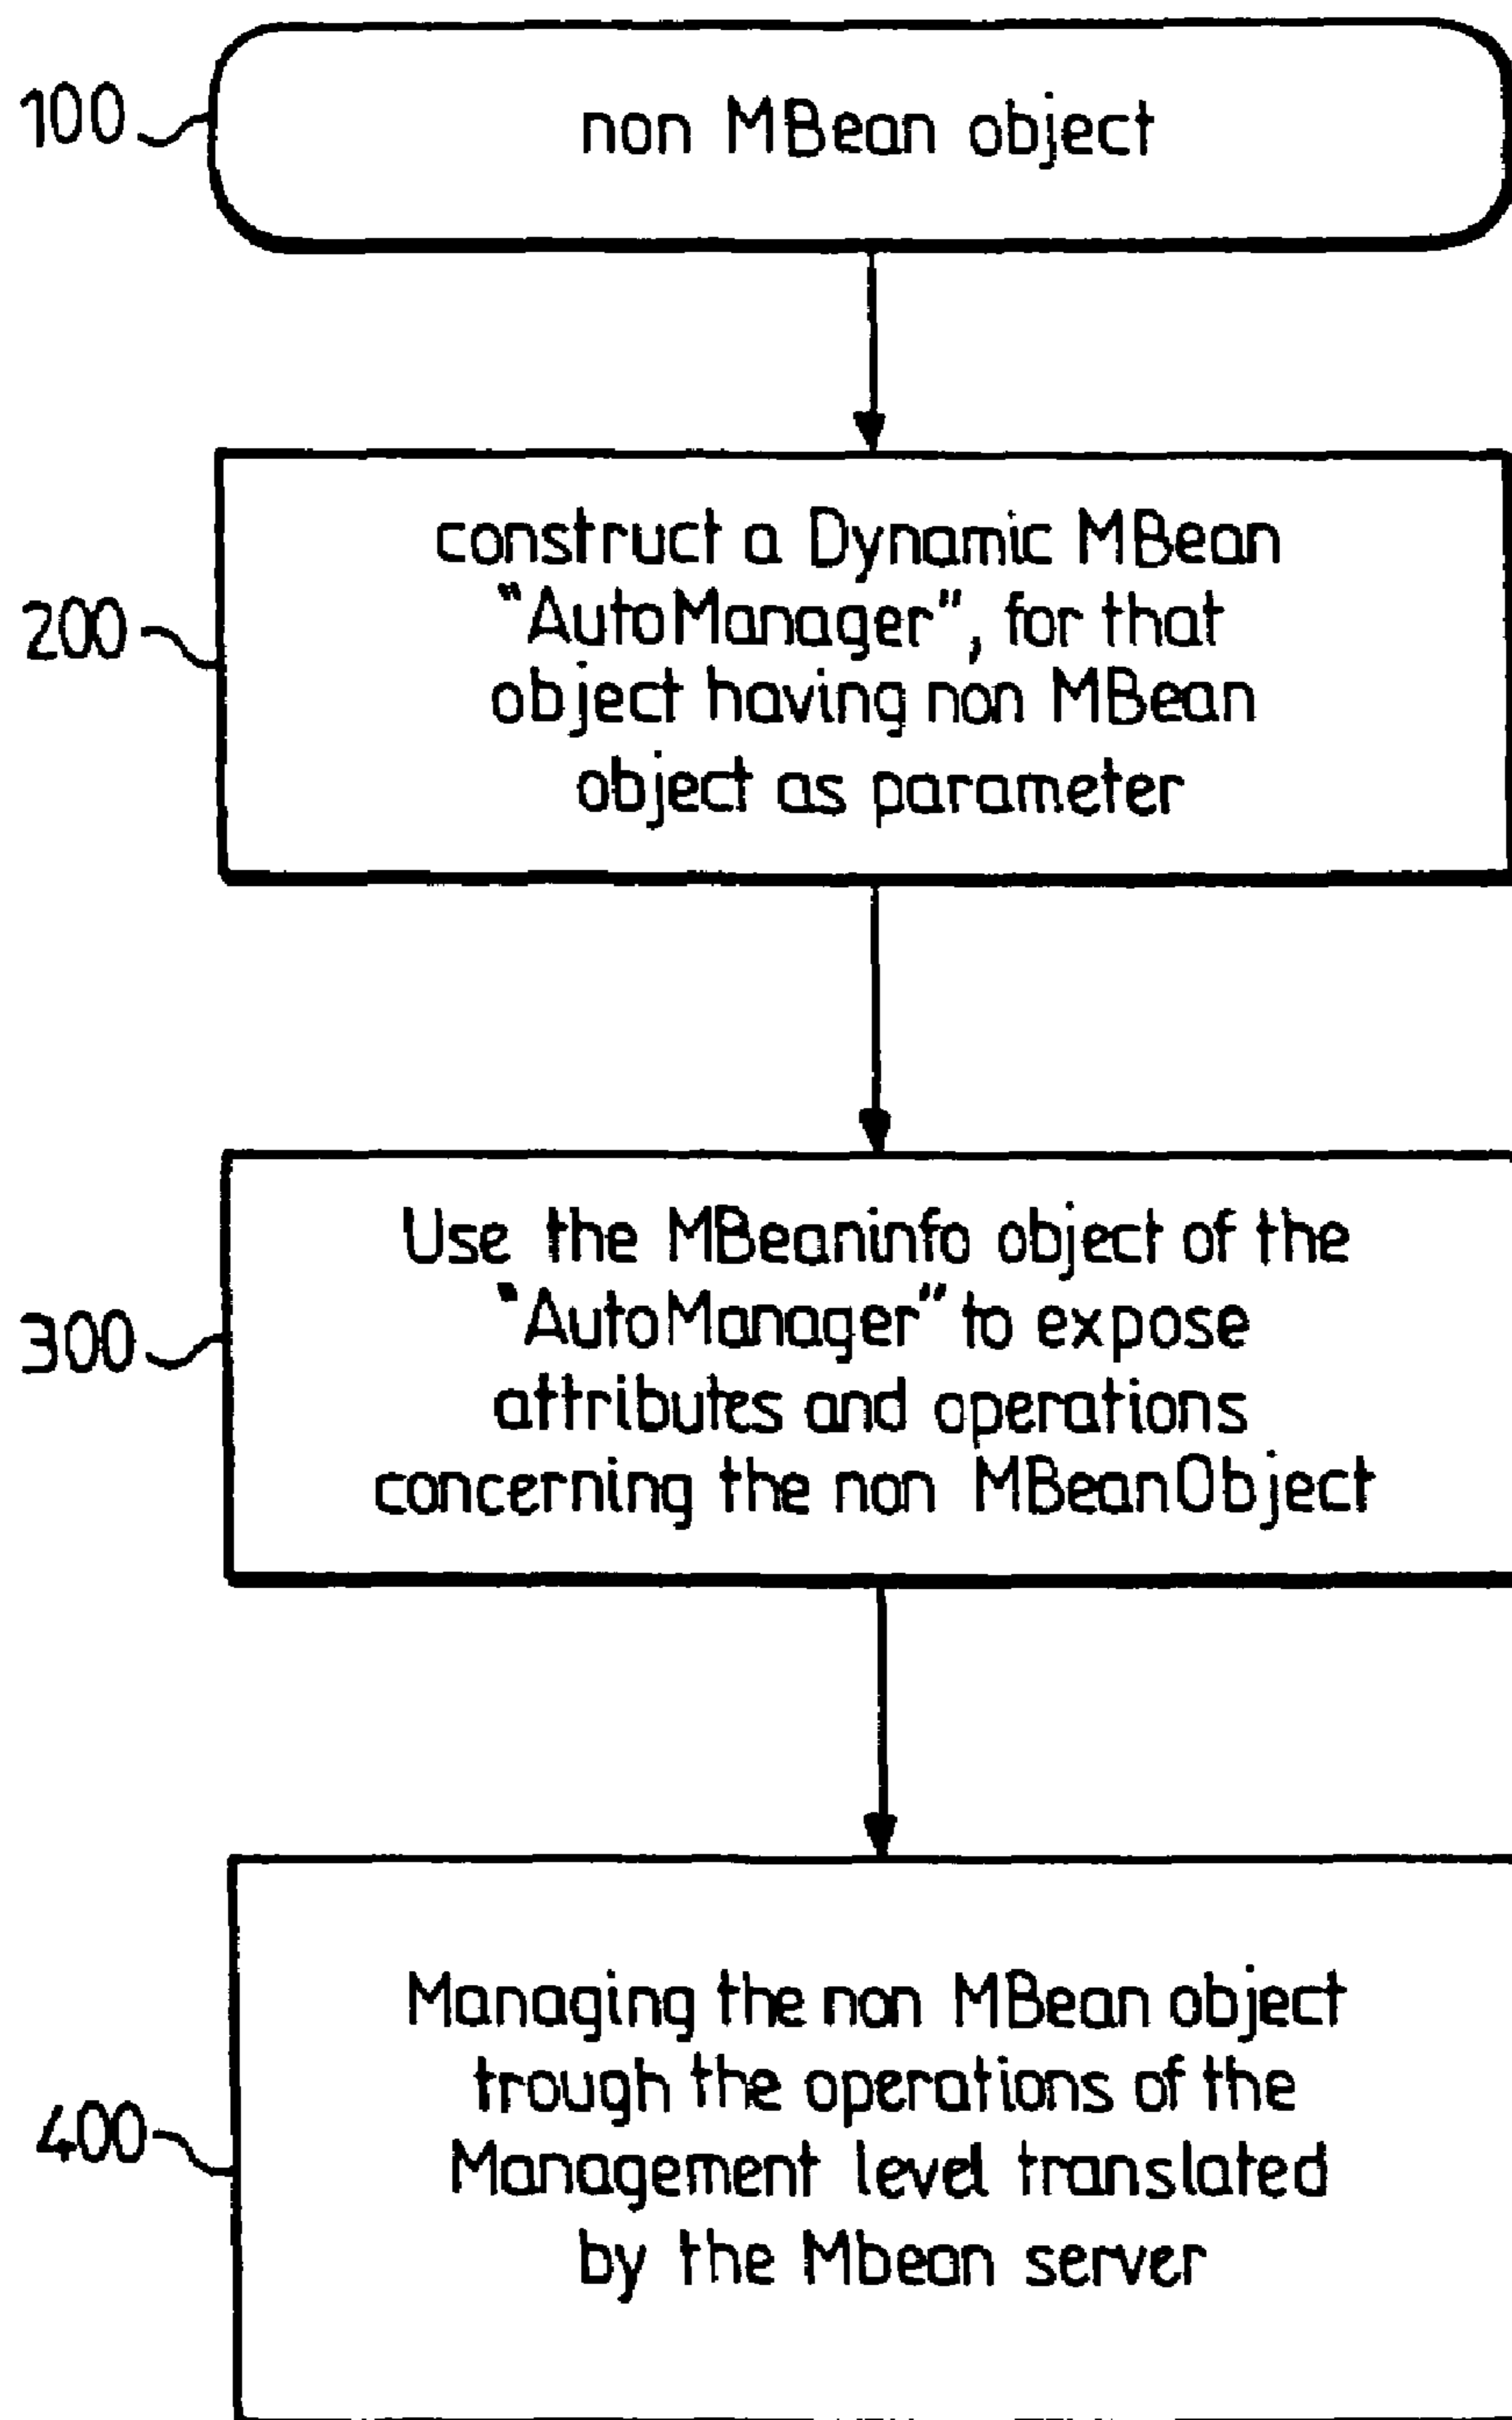 100
non MBean object
200
construct a Dynamic MBean
"AutoManager", for that
object having non MBean
object as parameter
300
Use the MBeaninfo object of the
"AutoManager" to expose
attributes and operations
concerning the non MBeanObject
400
Managing the non MBean object
trough the operations of the
Management level translated
by the Mbean server